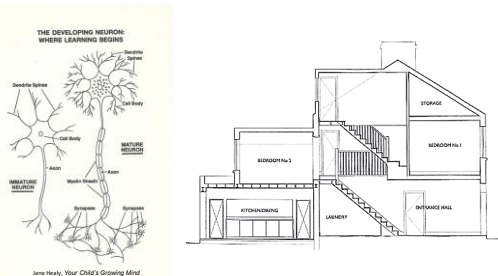 THE DEVELOPING NEURON:
WHERE LEARNING BEGINS
Dendrite
Spines
Dendrite Spines
Cell Body
Cell Body
MATURE
NEURON
Axon
Axon
IMMATURE
NEURON
Myelin Sheath
Synapses
Synapses
Jane Healy, Your Child's Growing Mind
STORAGE
BEDROOM No 1
BEDROOM No 2
KITCHEN/DINING
LAUNDRY
ENTRANCE HALL